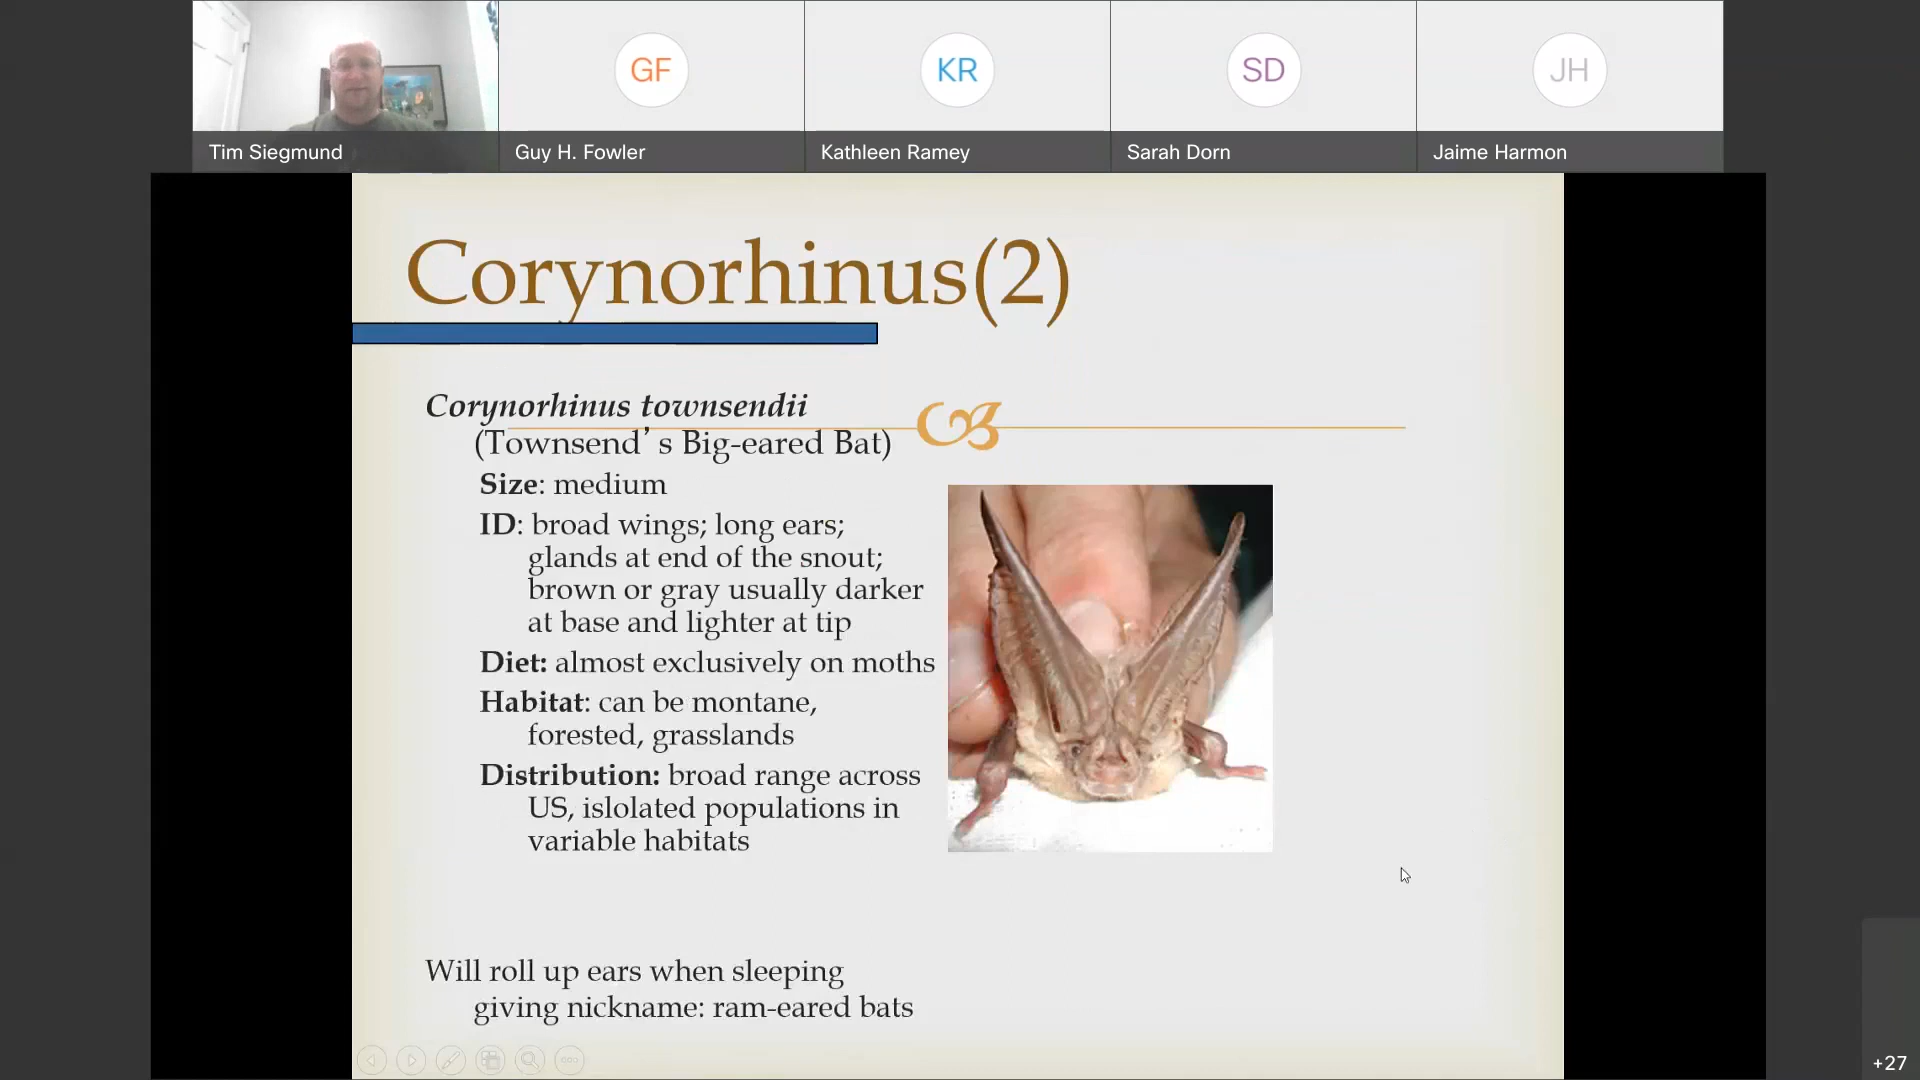 GF
KR
SD
JH
Tim Siegmund
Guy H. Fowler
Kathleen Ramey
Sarah Dorn
Jaime Harmon
Corynorhinus(2)
Corynorhinus townsendii
(Townsend’s Big-eared Bat)
Size: medium
ID: broad wings; long ears;
glands at end of the snout;
brown or gray usually darker
at base and lighter at tip
Diet: almost exclusively on moths
Habitat: can be montane,
forested, grasslands
Distribution: broad range across
US, islolated populations in
variable habitats
Will roll up ears when sleeping
giving nickname: ram-eared bats
+27